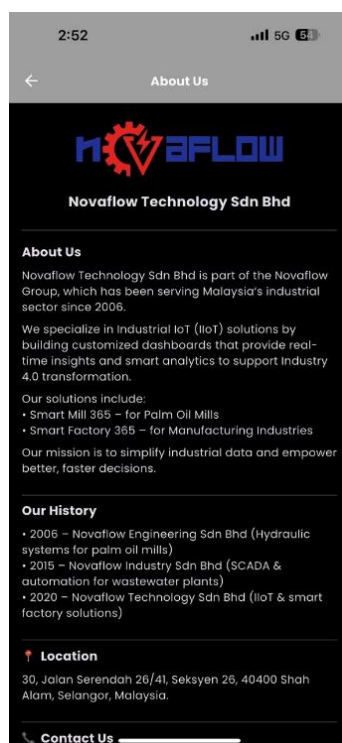 2:52
5G 54
About Us
nOVAFLOW
Novaflow Technology Sdn Bhd
About Us
Novaflow Technology Sdn Bhd is part of the Novaflow
Group, which has been serving Malaysia's industrial
sector since 2006.
We specialize in Industrial IoT (IIoT) solutions by
building customized dashboards that provide real-
time insights and smart analytics to support Industry
4.0 transformation.
Our solutions include:
• Smart Mill 365 – for Palm Oil Mills
• Smart Factory 365 – for Manufacturing Industries
Our mission is to simplify industrial data and empower
better, faster decisions.
Our History
• 2006 – Novaflow Engineering Sdn Bhd (Hydraulic
systems for palm oil mills)
• 2015 – Novaflow Industry Sdn Bhd (SCADA &
automation for wastewater plants)
• 2020 – Novaflow Technology Sdn Bhd (IIoT & smart
factory solutions)
📍 Location
30, Jalan Serendah 26/41, Seksyen 26, 40400 Shah
Alam, Selangor, Malaysia.
📞 Contact Us